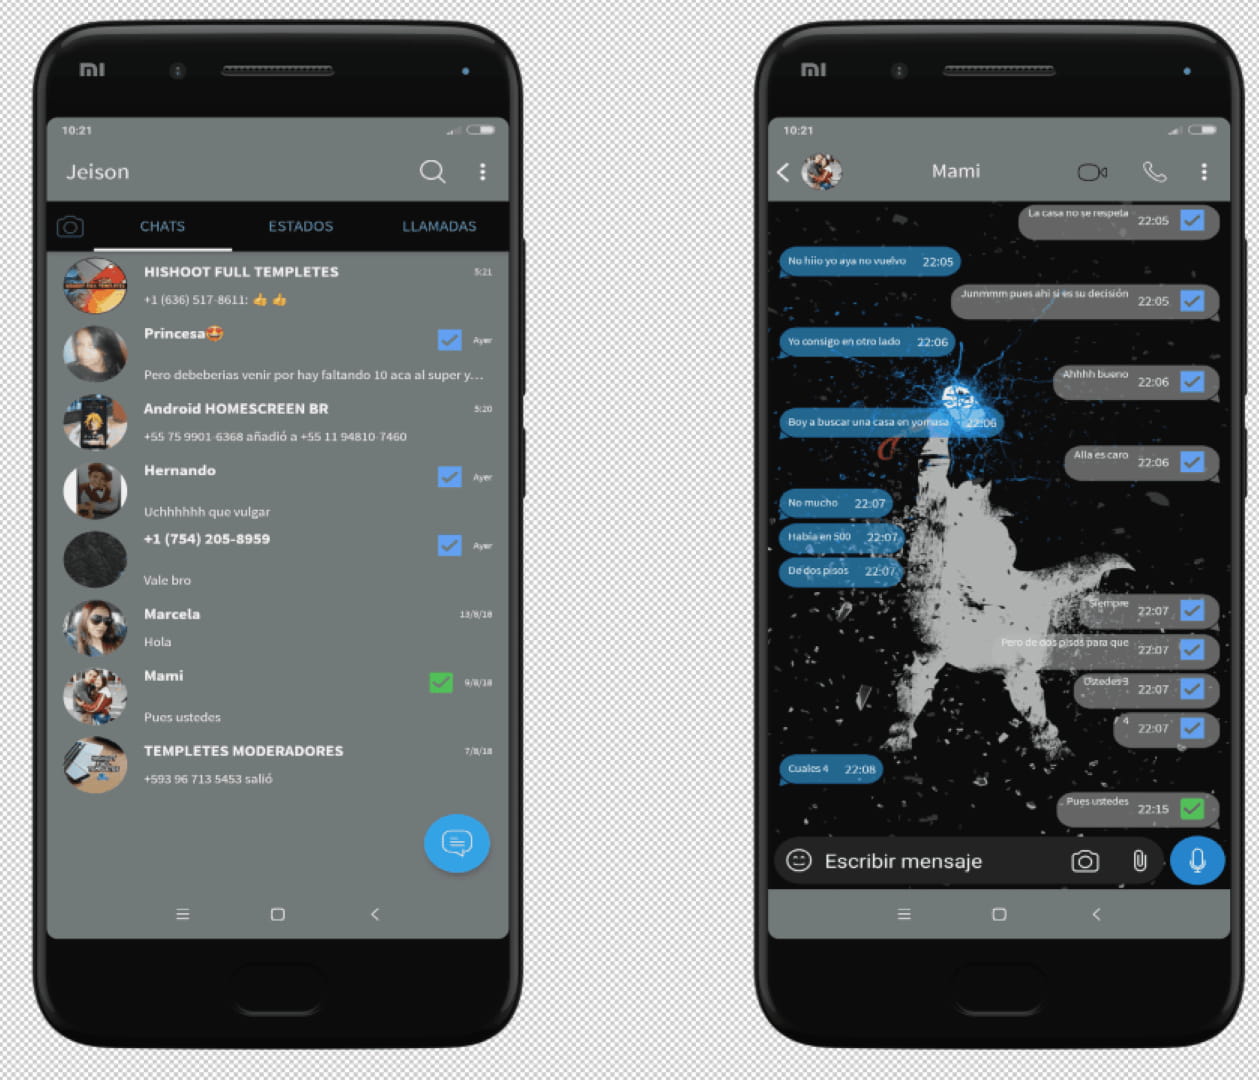 mi
10:21
Jeison
CHATS ESTADOS LLAMADAS
HISHOOT FULL TEMPLETES 5:21
+1 (636) 517-8611: 👍 👍
Princesa🤩 Ayer
Pero debeberias venir por hay faltando 10 aca al super y...
Android HOMESCREEN BR 5:20
+55 75 9901-6368 añadió a +55 11 94810-7460
Hernando Ayer
Uchhhhhh que vulgar
+1 (754) 205-8959 Ayer
Vale bro
Marcela 13/8/18
Hola
Mami 9/8/18
Pues ustedes
TEMPLETES MODERADORES 7/8/18
+593 96 713 5453 salió
mi
10:21
Mami
La casa no se respeta 22:05
No hijo yo aya no vuelvo 22:05
Junmmm pues ahi si es su decisión 22:05
Yo consigo en otro lado 22:06
Ahhhh bueno 22:06
Boy a buscar una casa en yomasa 22:06
Alla es caro 22:06
No mucho 22:07
Habia en 500 22:07
De dos pisos 22:07
Siempre 22:07
Pero de dos pisos para que 22:07
Ustedes 3 22:07
4 22:07
Cuales 4 22:08
Pues ustedes 22:15
Escribir mensaje